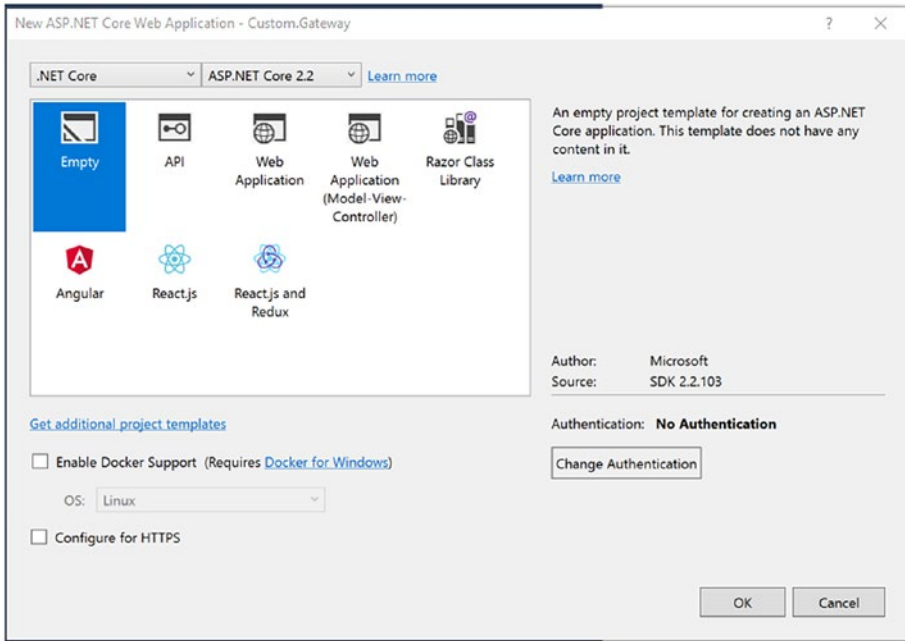 New ASP.NET Core Web Application - Custom.Gateway
? 
.NET Core
ASP.NET Core 2.2
Learn more
Empty
API
Web
Application
Web
Application
(Model-View-
Controller)
Razor Class
Library
Angular
React.js
React.js and
Redux
An empty project template for creating an ASP.NET
Core application. This template does not have any
content in it.
Learn more
Author: Microsoft
Source: SDK 2.2.103
Get additional project templates
Authentication: No Authentication
Enable Docker Support (Requires Docker for Windows)
Change Authentication
OS: Linux
Configure for HTTPS
OK
Cancel